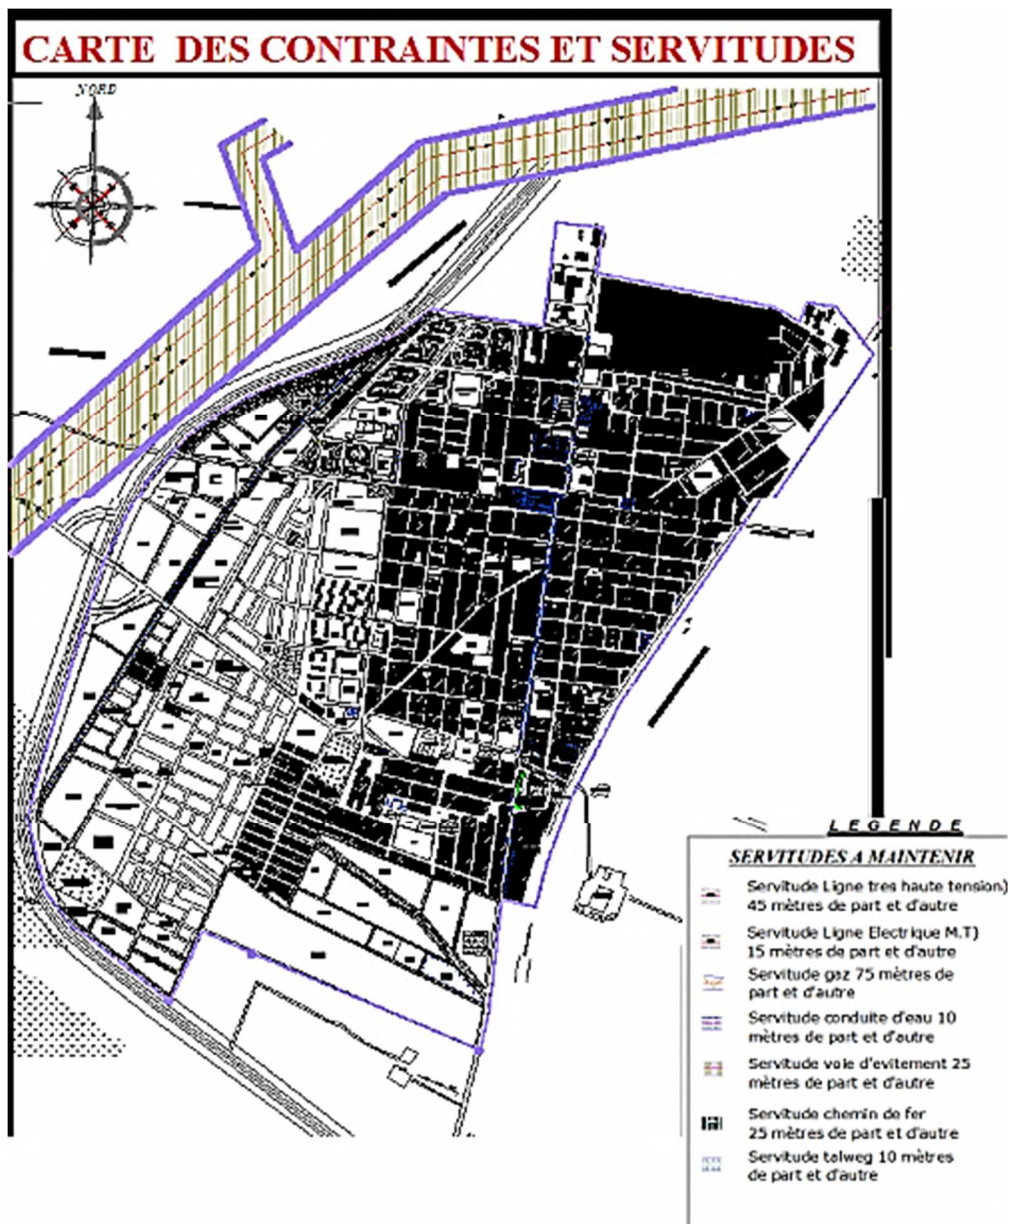 CARTE DES CONTRAINTES ET SERVITUDES
NORD
LEGENDE
SERVITUDES A MAINTENIR
Servitude Ligne tres haute tension)
45 mètres de part et d'autre
Servitude Ligne Electrique M.T)
15 mètres de part et d'autre
Servitude gaz 75 mètres de
part et d'autre
Servitude conduite d'eau 10
mètres de part et d'autre
Servitude voie d'evitement 25
mètres de part et d'autre
Servitude chemin de fer
25 mètres de part et d'autre
Servitude talweg 10 mètres
de part et d'autre